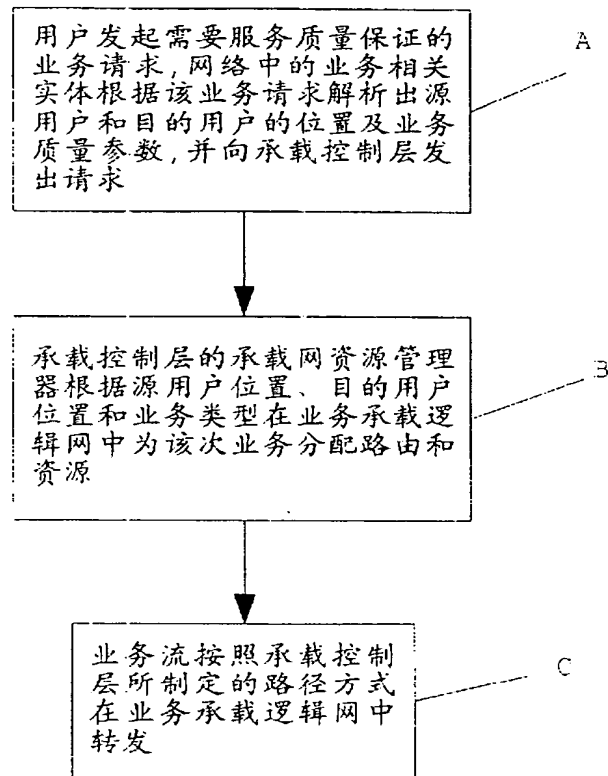 用户发起需要服务质量保证的
业务请求,网络中的业务相关
实体根据该业务请求解析出源
用户和目的用户的位置及业务
质量参数,并向承载控制层发
出请求
A
承载控制层的承载网资源管理
器根据源用户位置、目的用户
位置和业务类型在业务承载逻
辑网中为该次业务分配路由和
资源
B
业务流按照承载控制
层所制定的路径方式
在业务承载逻辑网中
转发
C